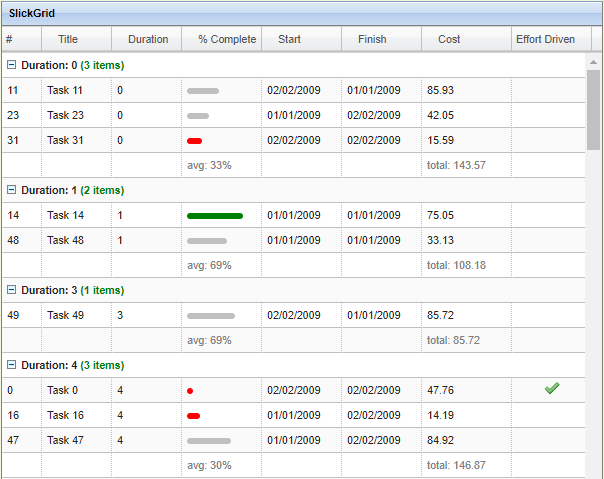 SlickGrid
# Title Duration % Complete Start Finish Cost Effort Driven
Duration: 0 (3 items)
11 Task 11 0 02/02/2009 01/01/2009 85.93
23 Task 23 0 01/01/2009 02/02/2009 42.05
31 Task 31 0 02/02/2009 02/02/2009 15.59
avg: 33% total: 143.57
Duration: 1 (2 items)
14 Task 14 1 01/01/2009 01/01/2009 75.05
48 Task 48 1 01/01/2009 01/01/2009 33.13
avg: 69% total: 108.18
Duration: 3 (1 items)
49 Task 49 3 02/02/2009 01/01/2009 85.72
avg: 69% total: 85.72
Duration: 4 (3 items)
0 Task 0 4 02/02/2009 02/02/2009 47.76
16 Task 16 4 01/01/2009 02/02/2009 14.19
47 Task 47 4 01/01/2009 02/02/2009 84.92
avg: 30% total: 146.87